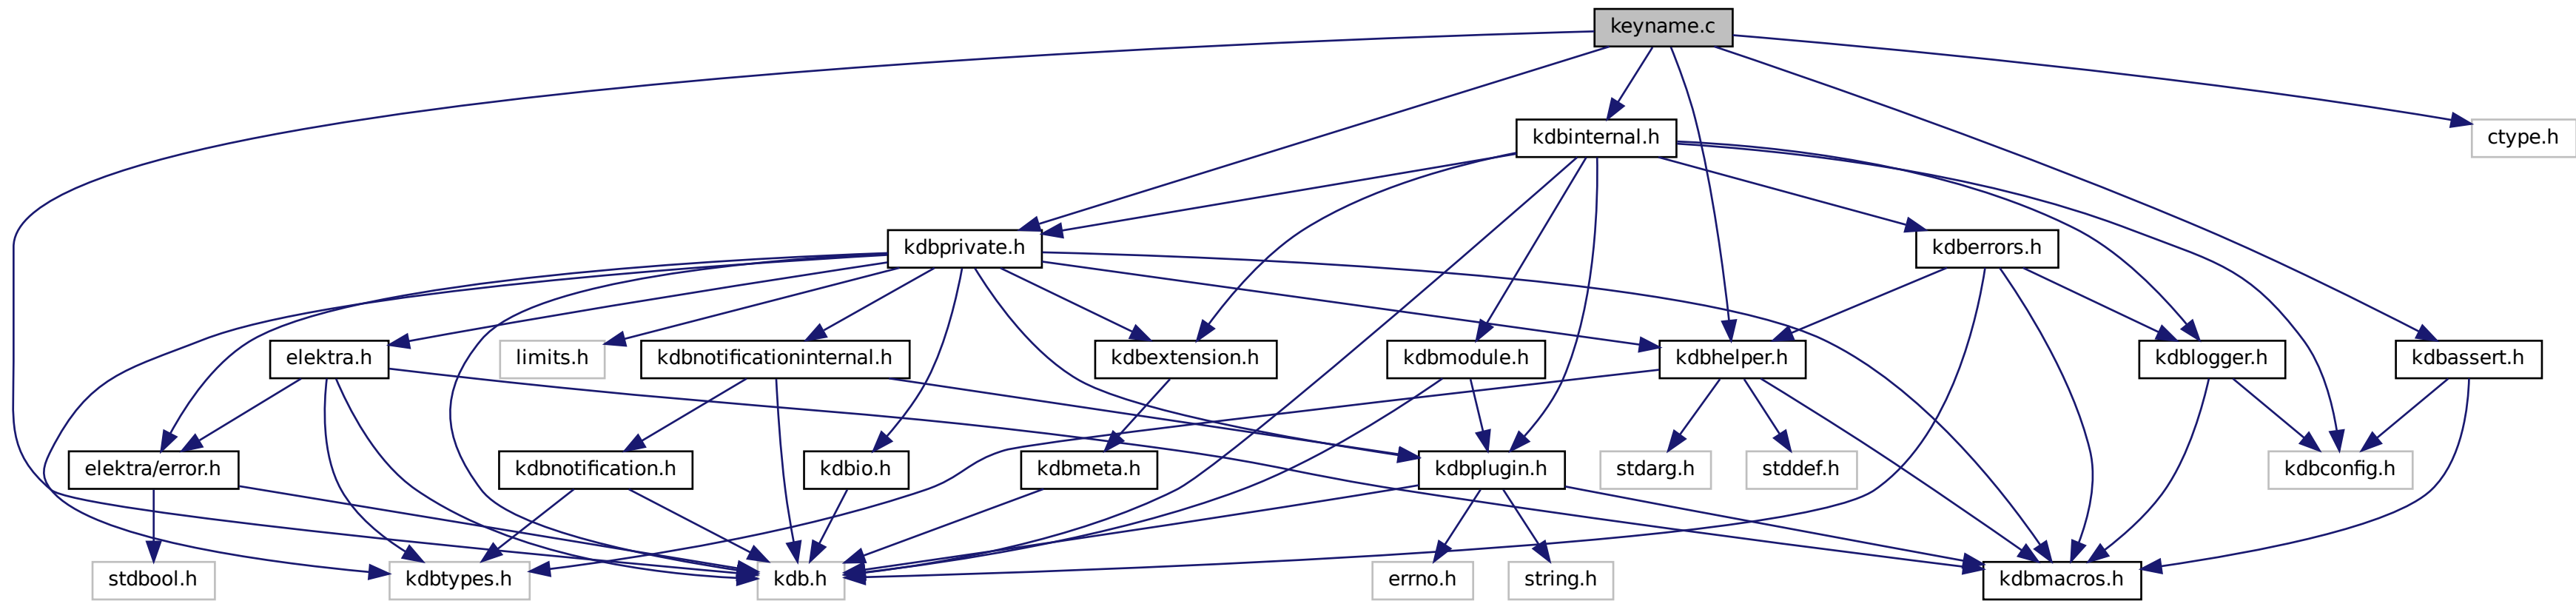 keyname.c
kdbinternal.h
ctype.h
kdbprivate.h
kdberrors.h
elektra.h
limits.h
kdbnotificationinternal.h
kdbextension.h
kdbmodule.h
kdbhelper.h
kdblogger.h
kdbassert.h
elektra/error.h
kdbnotification.h
kdbio.h
kdbmeta.h
kdbplugin.h
stdarg.h
stddef.h
kdbconfig.h
stdbool.h
kdbtypes.h
kdb.h
errno.h
string.h
kdbmacros.h